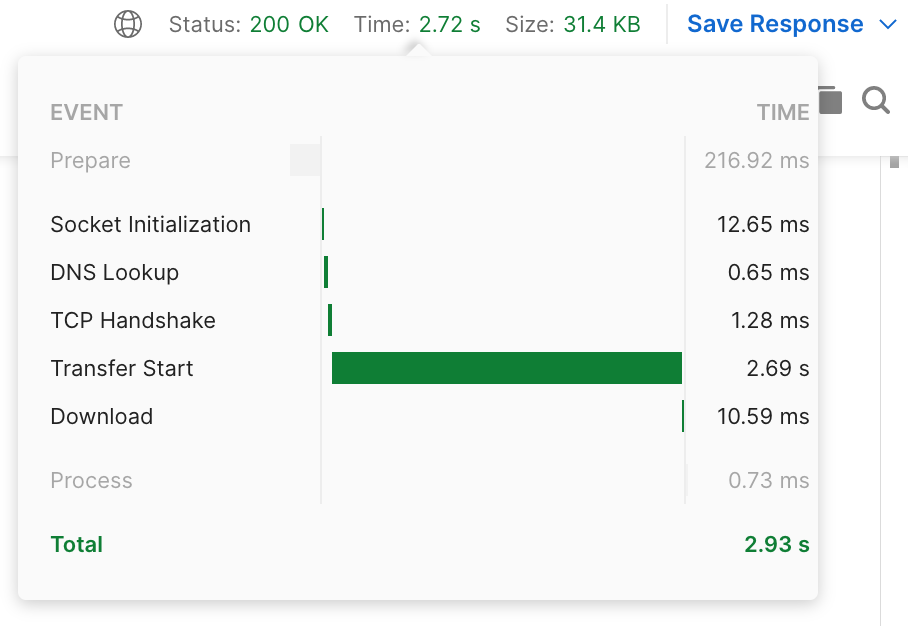 Status: 200 OK Time: 2.72 s Size: 31.4 KB Save Response
EVENT TIME
Prepare 216.92 ms
Socket Initialization 12.65 ms
DNS Lookup 0.65 ms
TCP Handshake 1.28 ms
Transfer Start 2.69 s
Download 10.59 ms
Process 0.73 ms
Total 2.93 s